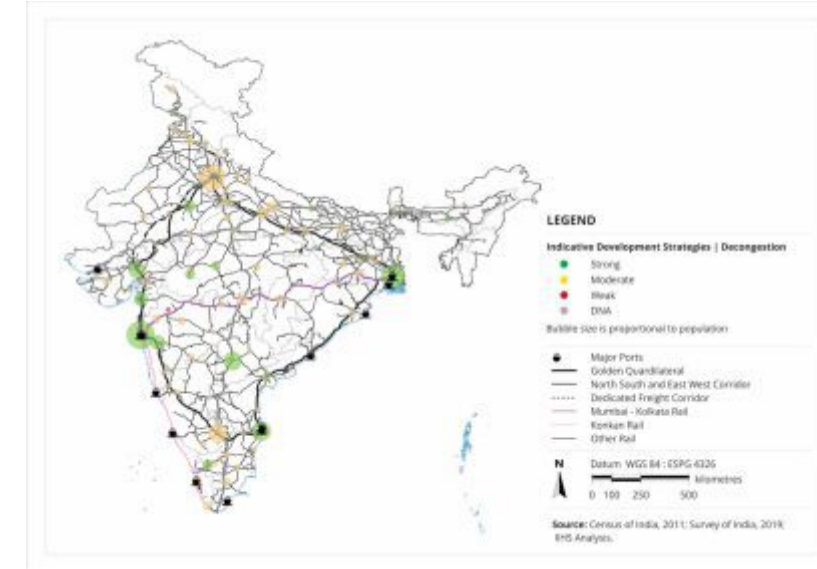 LEGEND
Indicative Development Strategies | Decongestion
Strong
Moderate
Weak
DNA
Bubble size is proportional to population
Major Ports
Golden Quardilateral
North South and East West Corridor
Dedicated Freight Corridor
Mumbai - Kolkata Rail
Konkan Rail
Other Rail
N
Datum WGS 84 : ESPG 4326
kilometres
0 100 250 500
Source: Census of India, 2011; Survey of India, 2019;
IIHS Analysis.